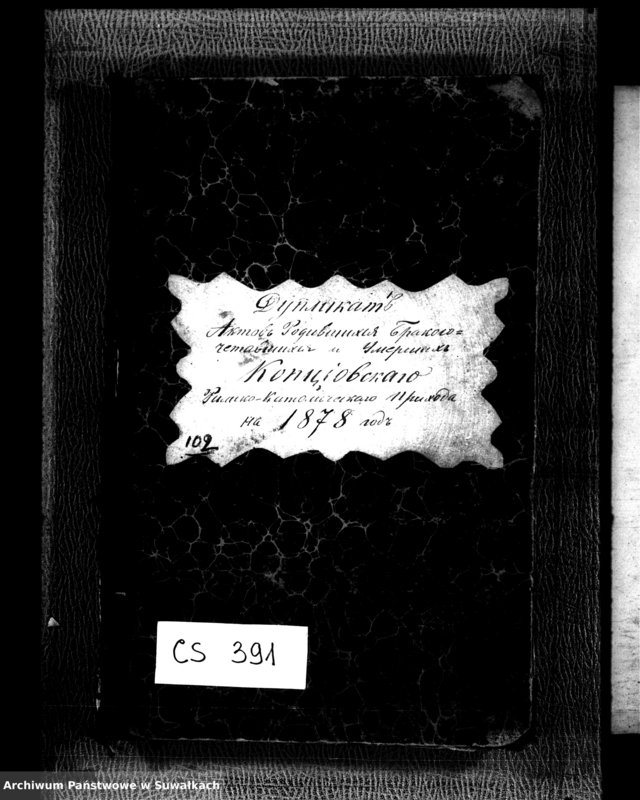 Дупликатъ
Актовъ Родившихся Бракосо=
четавшихся и Умершихъ
Копціовскаго
Римско-Католическаго Прихода
на 1878 годъ
109
CS 391
Archiwum Państwowe w Suwałkach